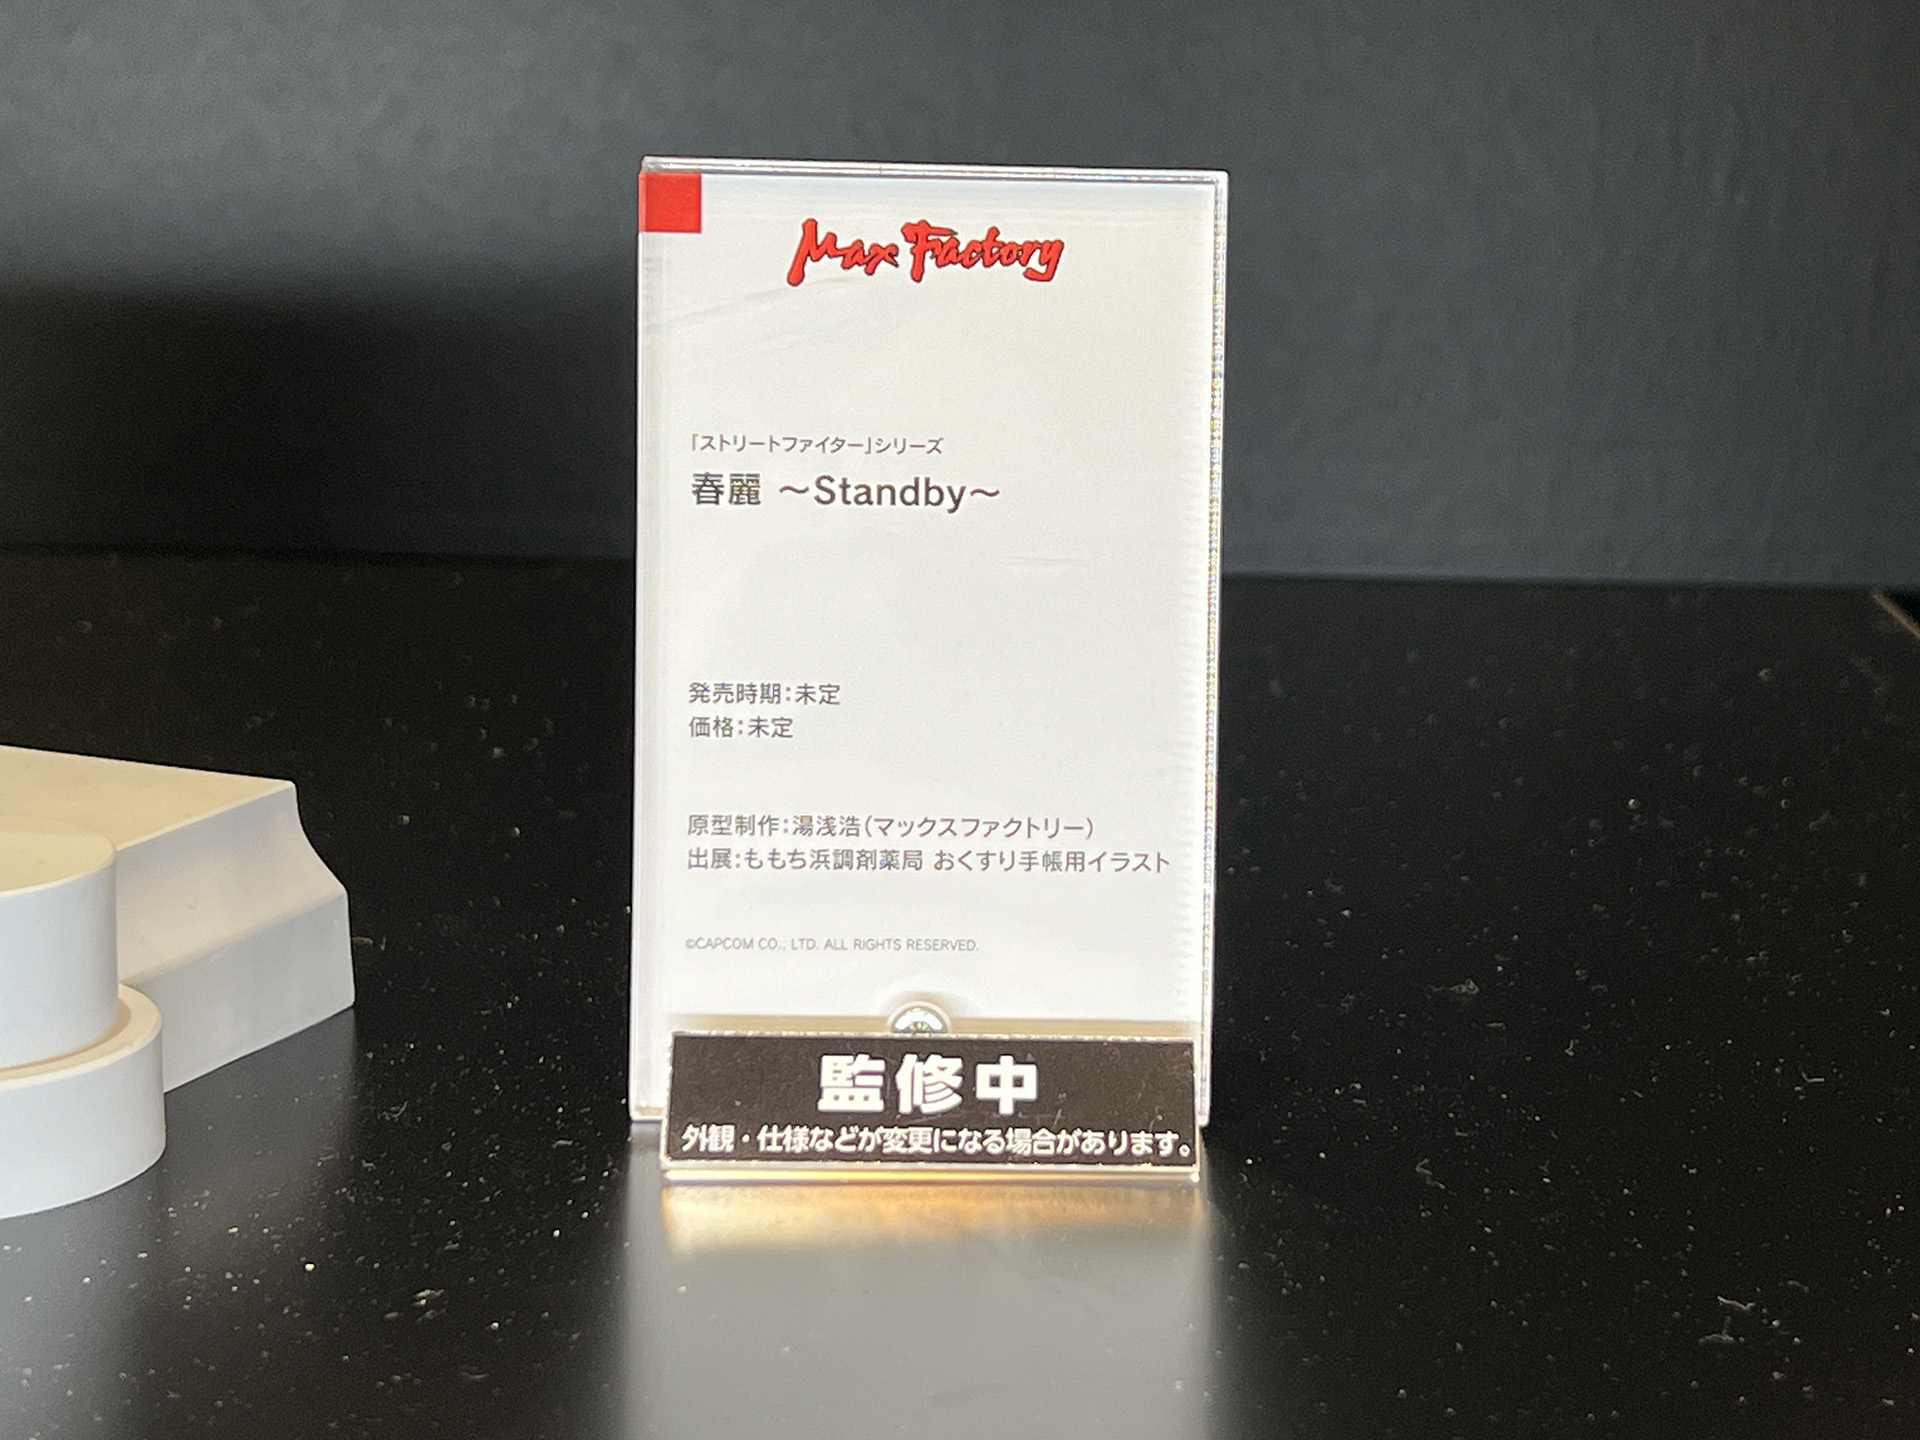 Max Factory
「ストリートファイター」シリーズ
春麗 ～Standby～
発売時期：未定
価格：未定
原型制作：湯浅浩（マックスファクトリー）
出展：ももち浜調剤薬局 おくすり手帳用イラスト
©CAPCOM CO., LTD. ALL RIGHTS RESERVED.
監修中
外観・仕様などが変更になる場合があります。